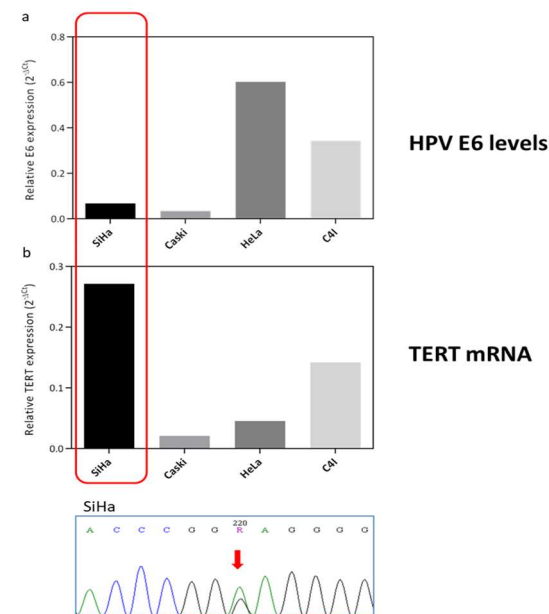 a
Relative E6 expression (2^-ΔCt)
0.8
0.6
0.4
0.2
0.0
SiHa
Caski
HeLa
C4I
HPV E6 levels
b
Relative TERT expression (2^-ΔCt)
0.3
0.2
0.1
0.0
SiHa
Caski
HeLa
C4I
TERT mRNA
SiHa
220
A C C C G G R A G G G G